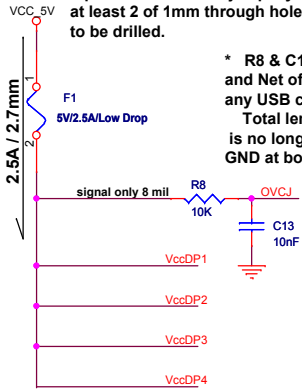 VCC_5V
at least 2 of 1mm through hole
to be drilled.
* R8 & C1
and Net of
any USB c
Total len
is no long
GND at bo
1
F1
5V/2.5A/Low Drop
2
2.5A / 2.7mm
signal only 8 mil
R8
10K
OVCJ
C13
10nF
VccDP1
VccDP2
VccDP3
VccDP4